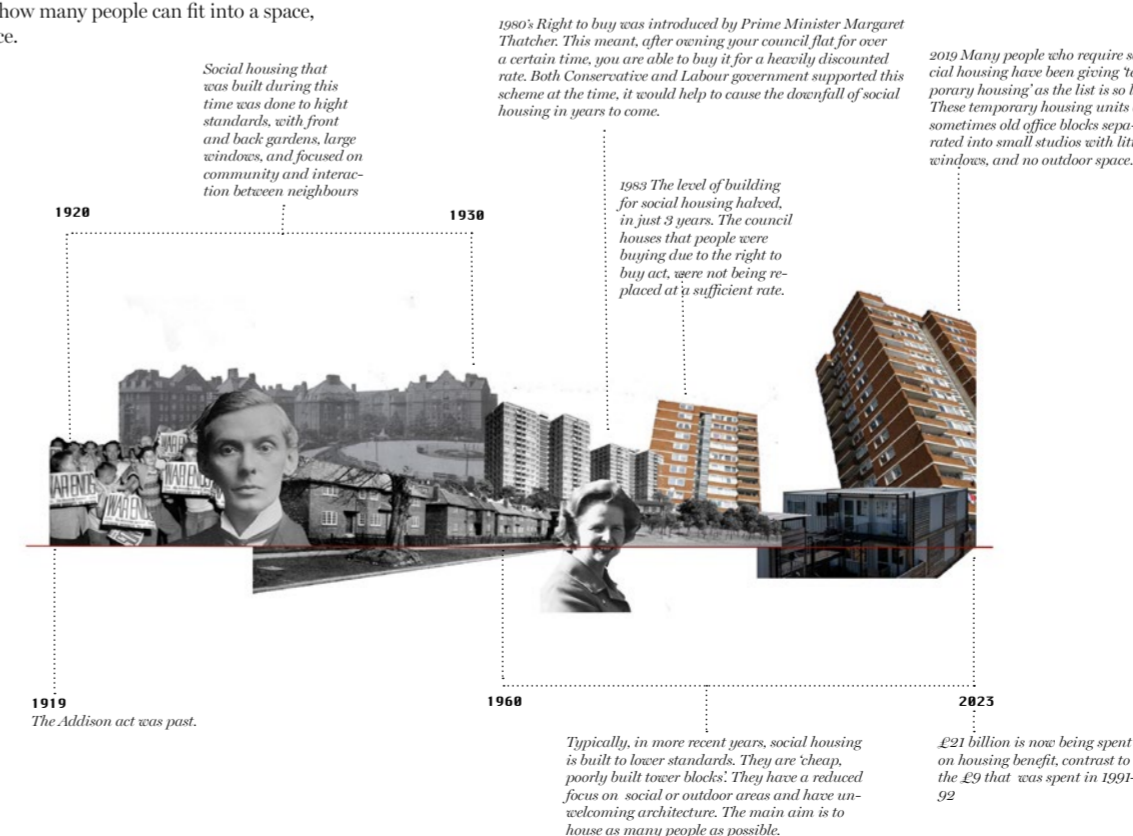 how many people can fit into a space,
ce.
1980's Right to buy was introduced by Prime Minister Margaret
Thatcher. This meant, after owning your council flat for over
a certain time, you are able to buy it for a heavily discounted
rate. Both Conservative and Labour government supported this
scheme at the time, it would help to cause the downfall of social
housing in years to come.
2019 Many people who require so
cial housing have been giving 'te
porary housing' as the list is so l
These temporary housing units
sometimes old office blocks sepa-
rated into small studios with litt
windows, and no outdoor space.
Social housing that
was built during this
time was done to hight
standards, with front
and back gardens, large
windows, and focused on
community and interac-
tion between neighbours
1983 The level of building
for social housing halved,
in just 3 years. The council
houses that people were
buying due to the right to
buy act, were not being re-
placed at a sufficient rate.
1920
1930
WAR ENDS
WAR END
WAR
WAR ENDS
1919
The Addison act was past.
1960
2023
Typically, in more recent years, social housing
is built to lower standards. They are 'cheap,
poorly built tower blocks'. They have a reduced
focus on social or outdoor areas and have un-
welcoming architecture. The main aim is to
house as many people as possible.
£21 billion is now being spent
on housing benefit, contrast to
the £9 that was spent in 1991-
92